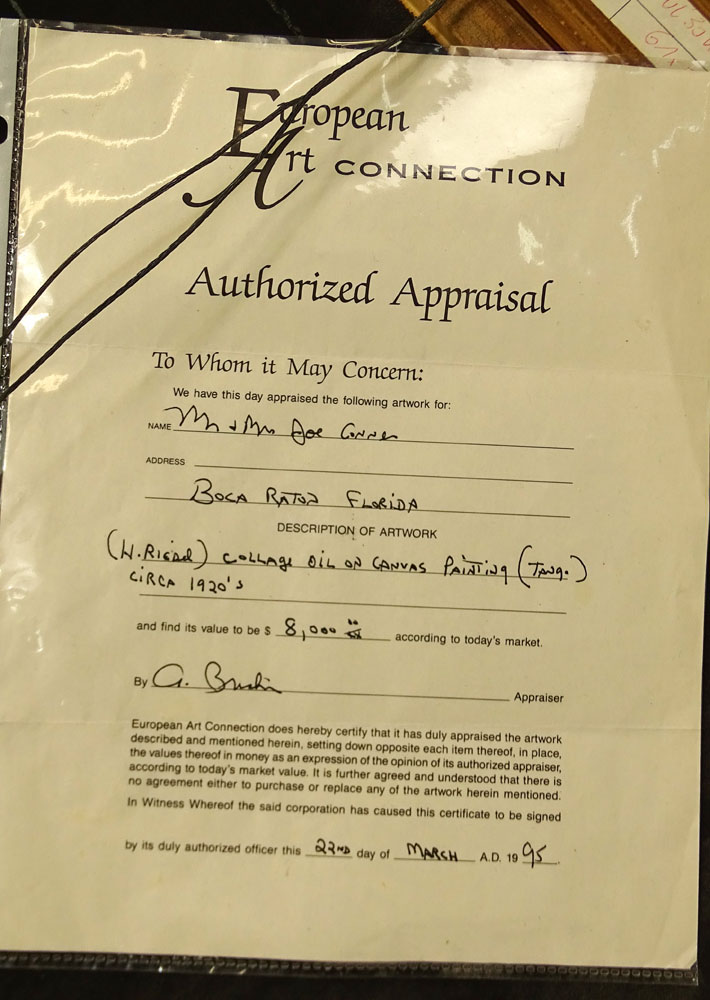 European
Art CONNECTION
Authorized Appraisal
To Whom it May Concern:
We have this day appraised the following artwork for:
NAME Mr & Mrs Joe Conner
ADDRESS
BOCA RATON FLORIDA
DESCRIPTION OF ARTWORK
COLLAGE OIL ON CANVAS PAINTING
CIRCA 1920's
and find its value to be $ 8,000 according to today's market.
By Appraiser
European Art Connection does hereby certify that it has duly appraised the artwork
described and mentioned herein, setting down opposite each item thereof, in place,
the values thereof in money as an expression of the opinion of its authorized appraiser,
according to today's market value. It is further agreed and understood that there is
no agreement either to purchase or replace any of the artwork herein mentioned.
In Witness Whereof the said corporation has caused this certificate to be signed
by its duly authorized officer this 22ND day of MARCH A.D. 19 95.